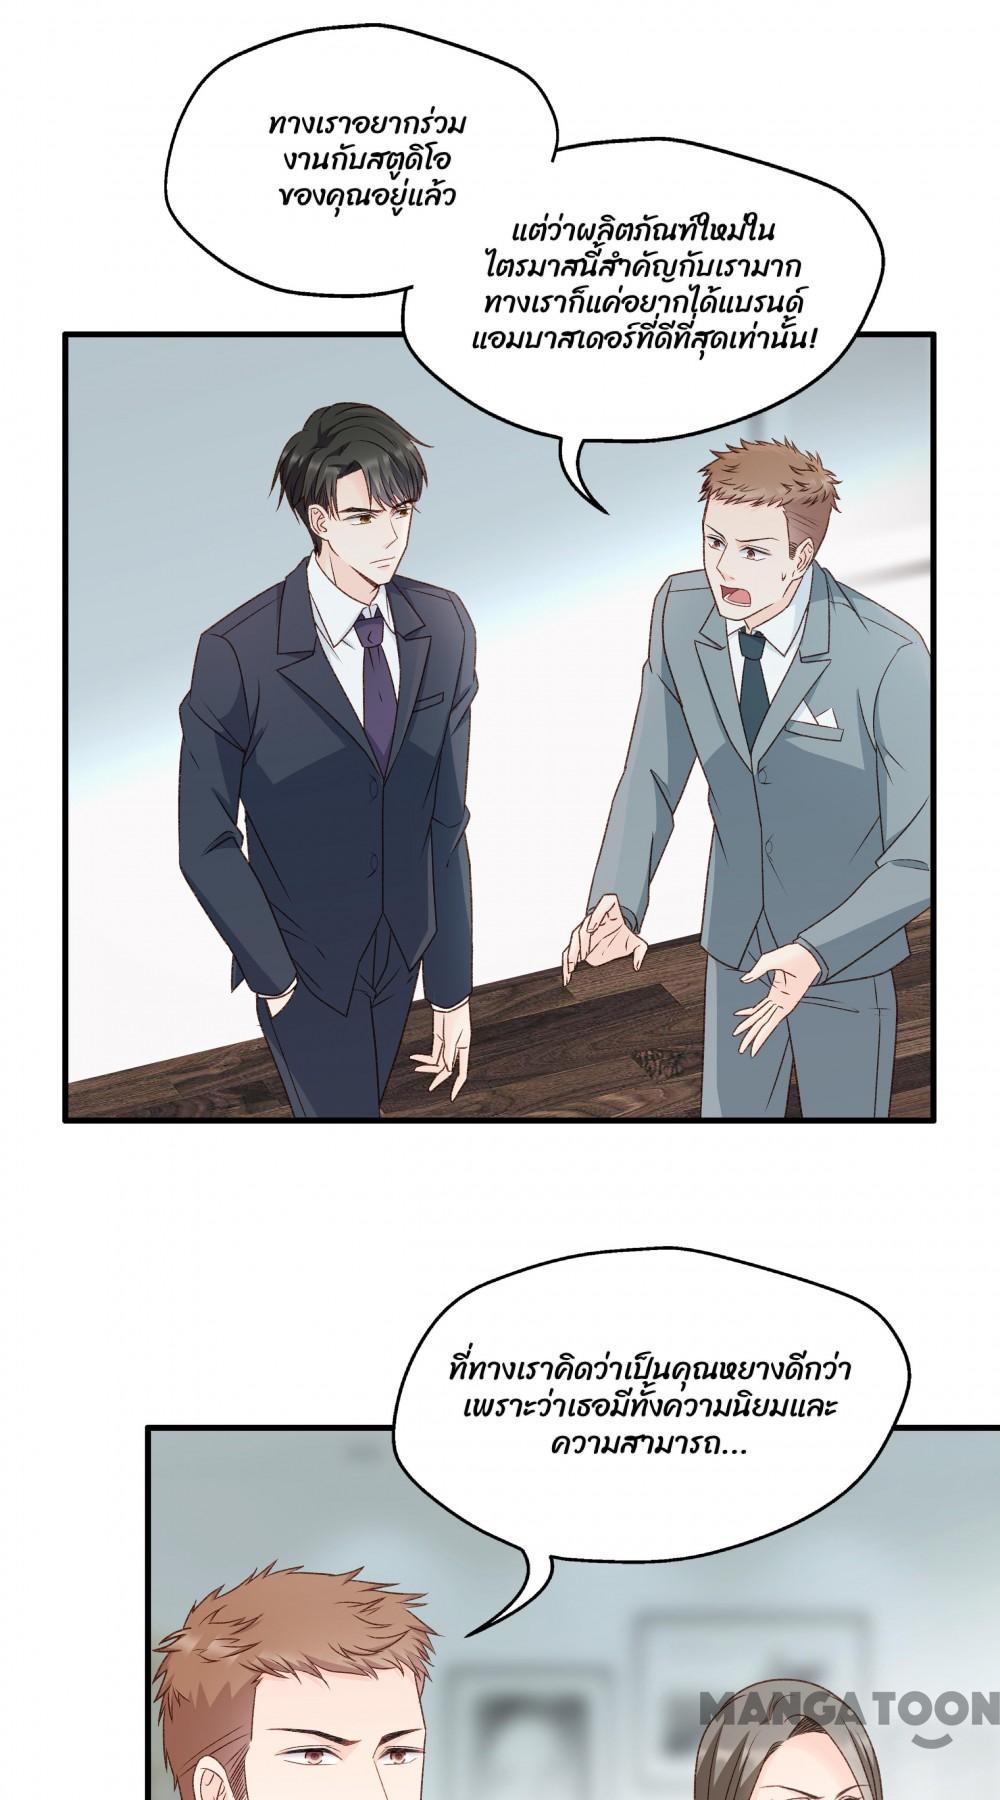 ทางเราอยากร่วม
งานกับสตูดิโอ
ของคุณอยู่แล้ว
แต่ว่าผลิตภัณฑ์ใหม่ใน
ไตรมาสนี้สำคัญกับเรามาก
ทางเราก็แค่อยากได้แบรนด์
แอมบาสเดอร์ที่ดีที่สุดเท่านั้น!
ที่ทางเราคิดว่าเป็นคุณหยางดีกว่า
เพราะว่าเธอมีทั้งความนิยมและ
ความสามารถ...
MANGATOON